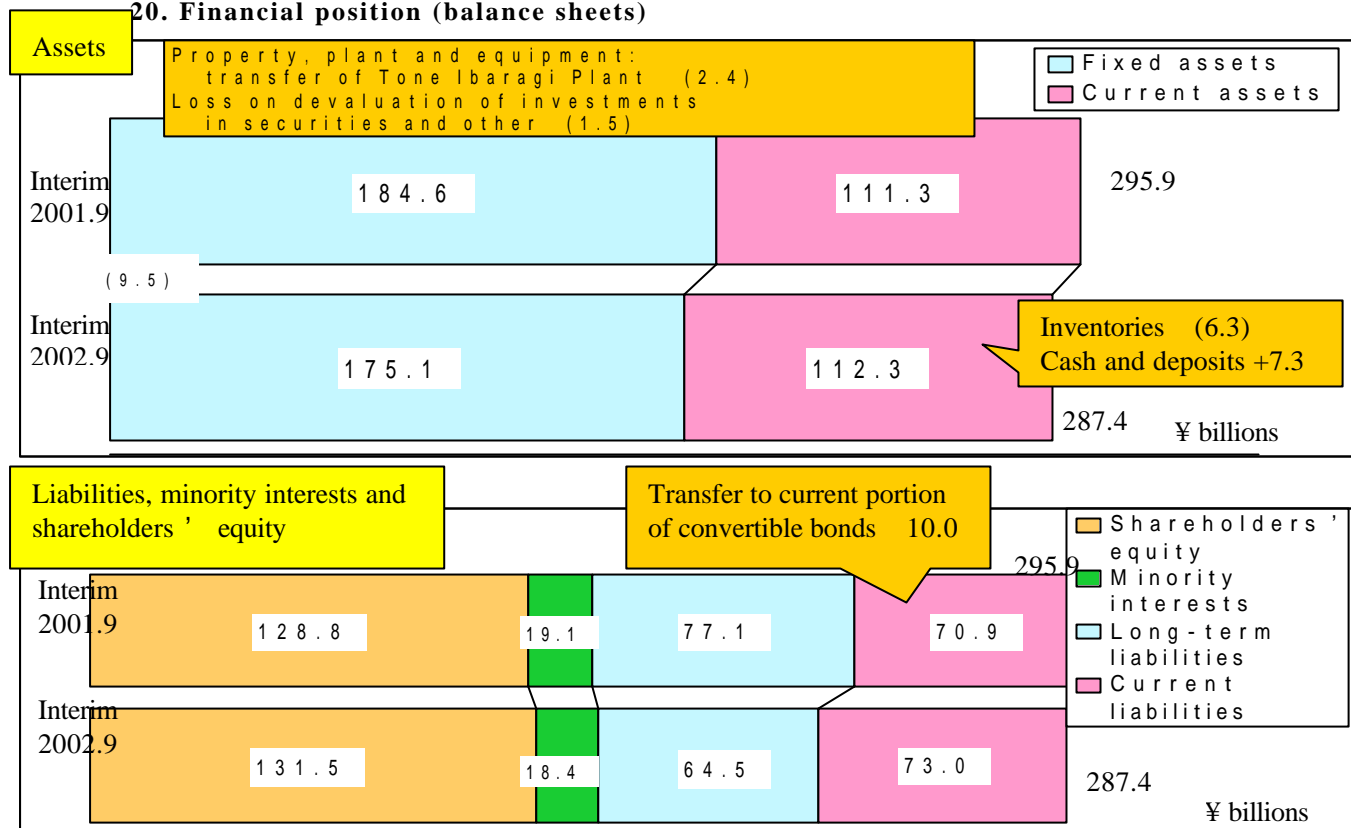 20. Financial position (balance sheets)
Assets
Property, plant and equipment:
transfer of Tone Ibaragi Plant (2.4)
Loss on devaluation of investments
in securities and other (1.5)
Fixed assets
Current assets
Interim
2001.9
184.6
111.3
295.9
(9.5)
Interim
2002.9
175.1
112.3
Inventories (6.3)
Cash and deposits +7.3
287.4
¥ billions
Liabilities, minority interests and
shareholders ’ equity
Transfer to current portion
of convertible bonds 10.0
Shareholders ’
equity
Minority
interests
Long-term
liabilities
Current
liabilities
295.9
Interim
2001.9
128.8
19.1
77.1
70.9
Interim
2002.9
131.5
18.4
64.5
73.0
287.4
¥ billions